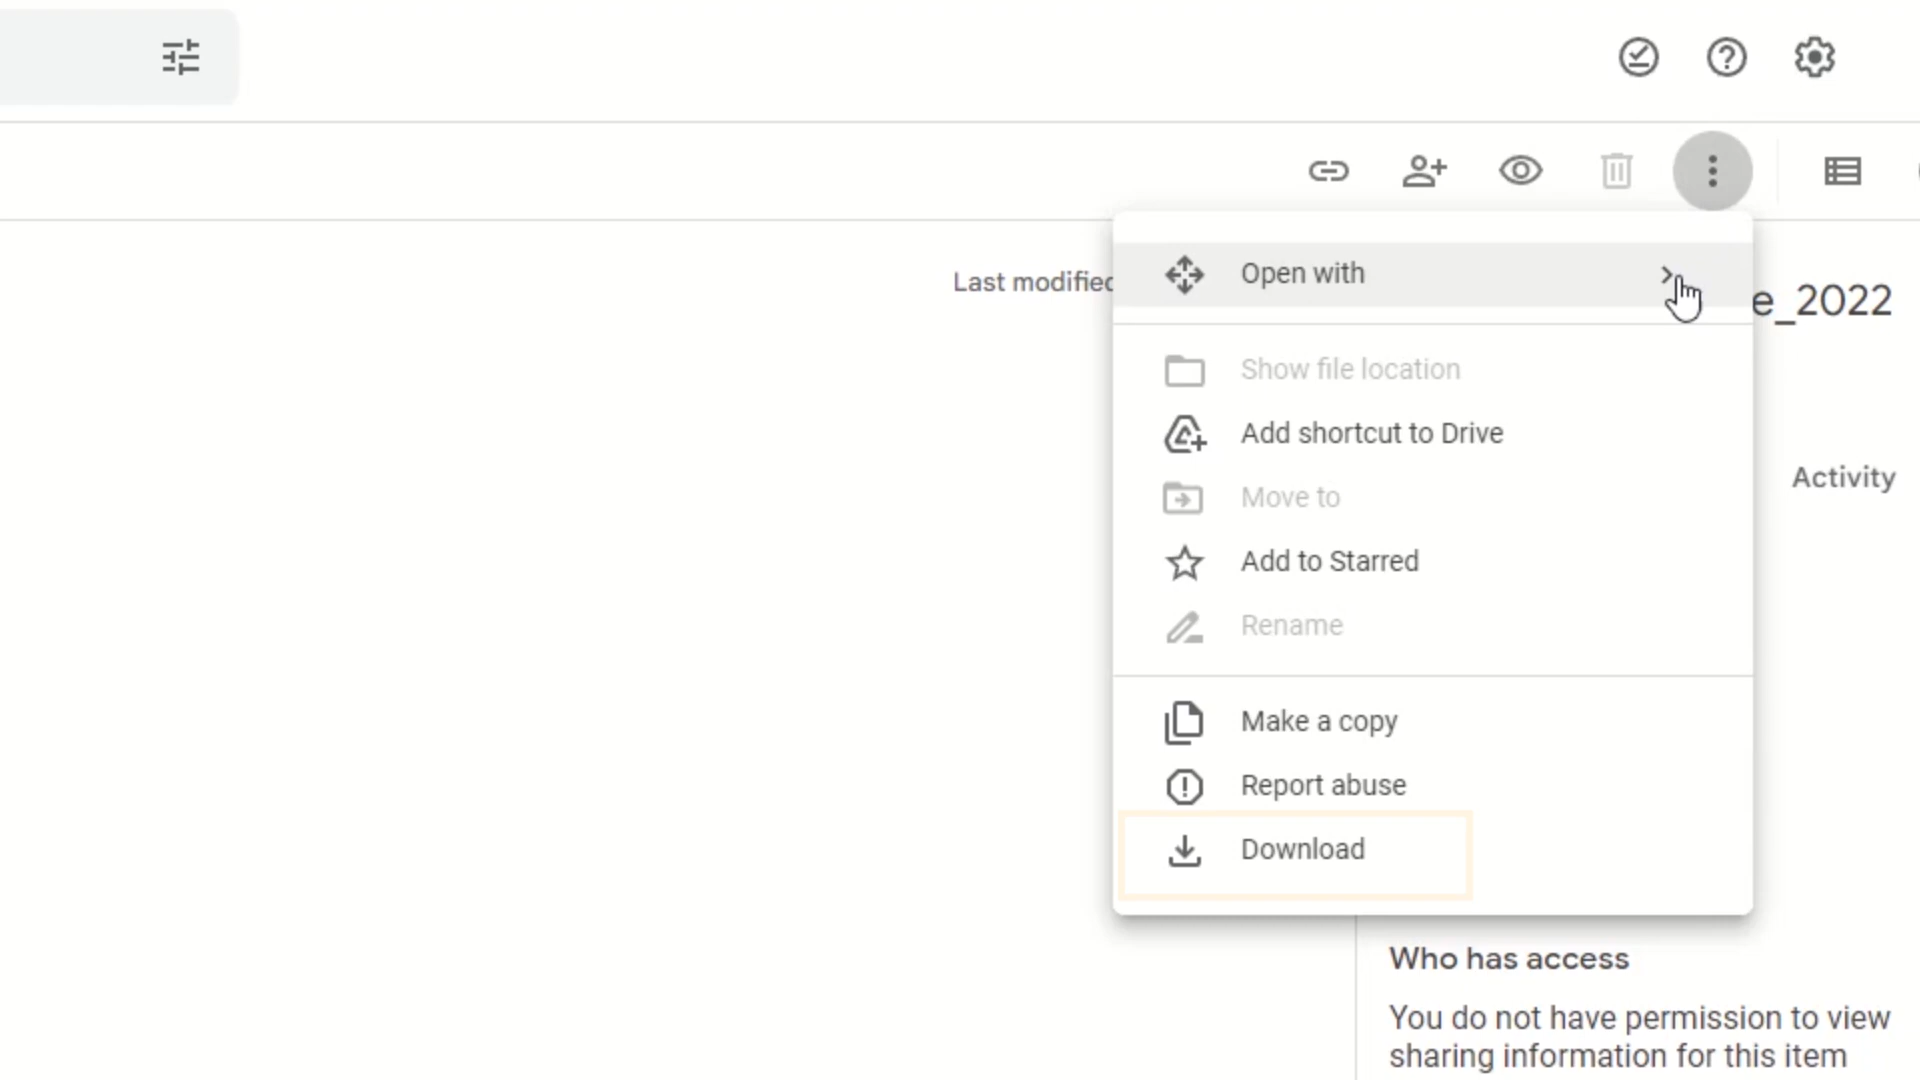 Last modified
Open with
e_2022
Show file location
Add shortcut to Drive
Move to
Activity
Add to Starred
Rename
Make a copy
Report abuse
Download
Who has access
You do not have permission to view
sharing information for this item